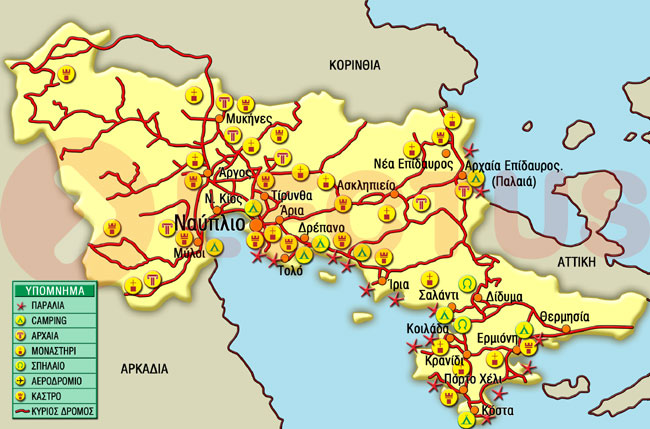 ΚΟΡΙΝΘΙΑ
Μυκήνες
Νέα Επίδαυρος
Αρχαία Επίδαυρος.
(Παλαιά)
Άργος
Ασκληπιείο
Ν. Κίος
Τίρυνθα
Άρια
Ναύπλιο
Δρέπανο
Μύλοι
Τολό
ΑΤΤΙΚΗ
Ίρια
Σαλάντι
Δίδυμα
Κοιλάδα
Θερμησία
Ερμιόνη
Κρανίδι
Πόρτο Χέλι
Κόστα
ΑΡΚΑΔΙΑ
ΥΠΟΜΝΗΜΑ
ΠΑΡΑΛΙΑ
CAMPING
ΑΡΧΑΙΑ
ΜΟΝΑΣΤΗΡΙ
ΣΠΗΛΑΙΟ
ΑΕΡΟΔΡΟΜΙΟ
ΚΑΣΤΡΟ
ΚΥΡΙΟΣ ΔΡΟΜΟΣ